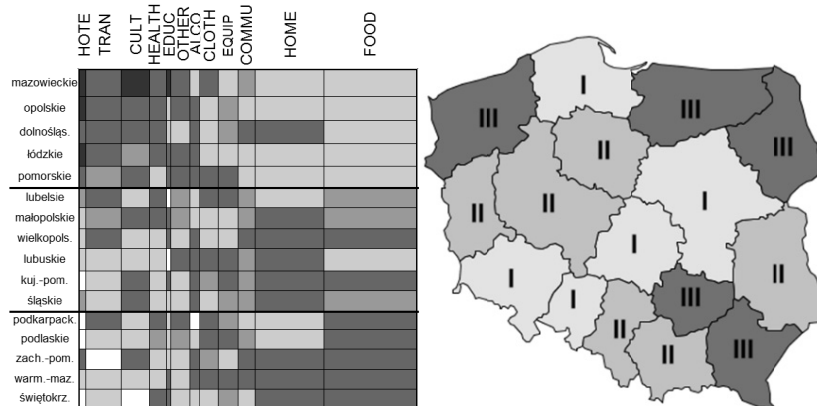 HOTE TRAN CULT HEALTH EDUC OTHER ALCO CLOTH EQUIP COMMU HOME FOOD
mazowieckie
opolskie
dolnośląs.
łódzkie
pomorskie
lubelsie
małopolskie
wielkopols.
lubuskie
kuj.-pom.
śląskie
podkarpack.
podlaskie
zach.-pom.
warm.-maz.
świętokrz.
I
III
III
III
II
II
II
I
I
II
I
I
III
II
II
III